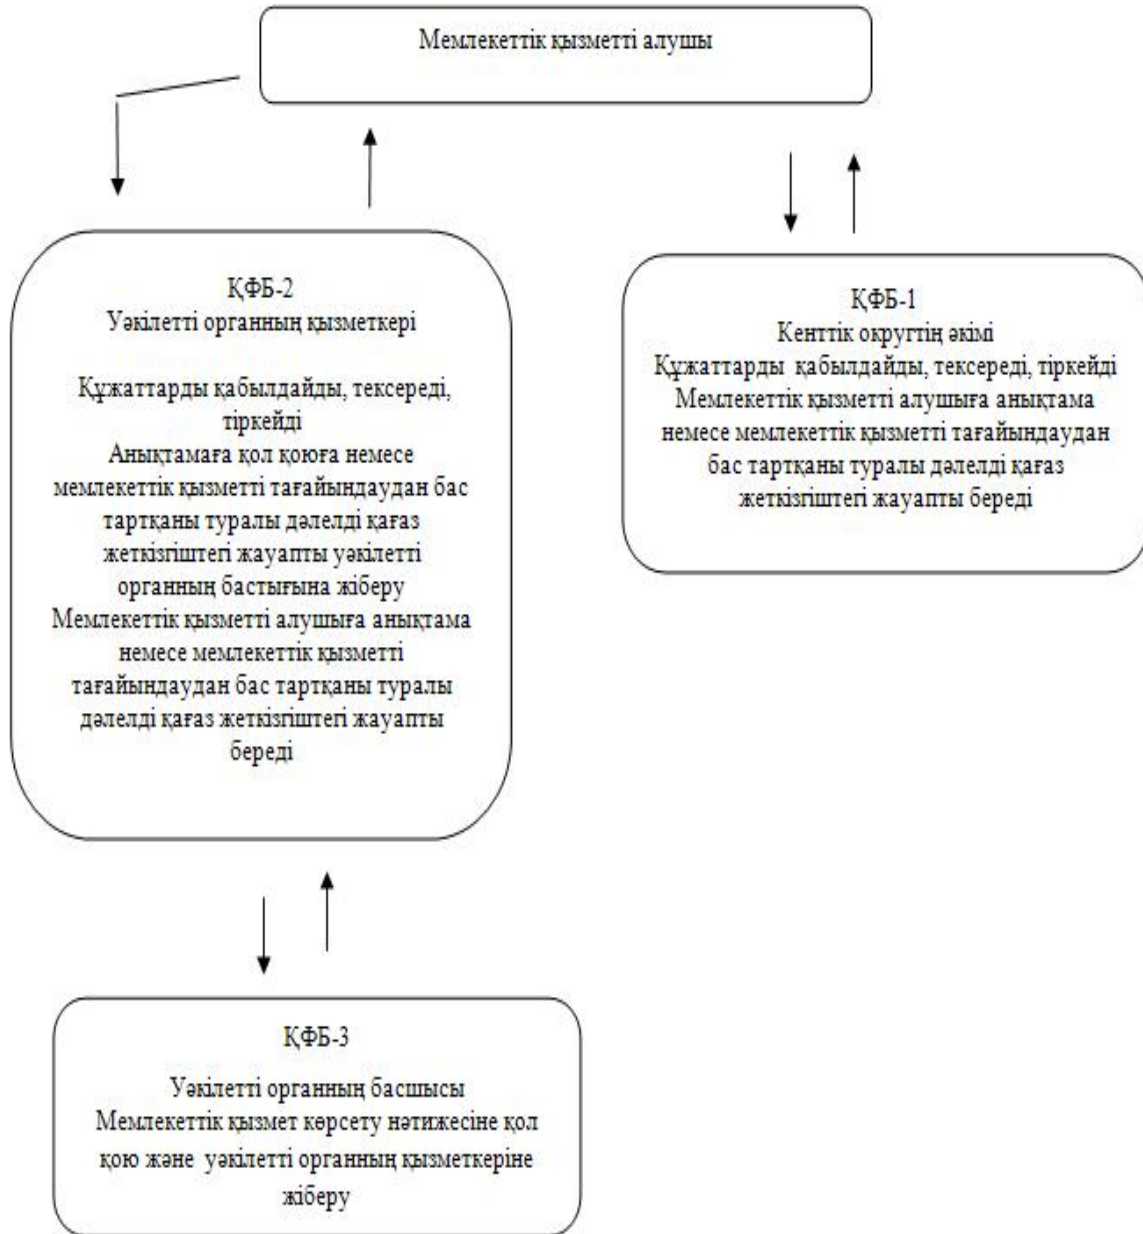 Мемлекеттік қызметті алушы
ҚФБ-2
Уәкілетті органның қызметкері
Құжаттарды қабылдайды, тексереді,
тіркейді
Анықтамаға қол қоюға немесе
мемлекеттік қызметті тағайындаудан бас
тартқаны туралы дәлелді қағаз
жеткізгіштегі жауапты уәкілетті
органның бастығына жіберу
Мемлекеттік қызметті алушыға анықтама
немесе мемлекеттік қызметті
тағайындаудан бас тартқаны туралы
дәлелді қағаз жеткізгіштегі жауапты
береді
ҚФБ-1
Кенттік округтің әкімі
Құжаттарды қабылдайды, тексереді, тіркейді
Мемлекеттік қызметті алушыға анықтама
немесе мемлекеттік қызметті тағайындаудан
бас тартқаны туралы дәлелді қағаз
жеткізгіштегі жауапты береді
ҚФБ-3
Уәкілетті органның басшысы
Мемлекеттік қызмет көрсету нәтижесіне қол
қою және уәкілетті органның қызметкеріне
жіберу